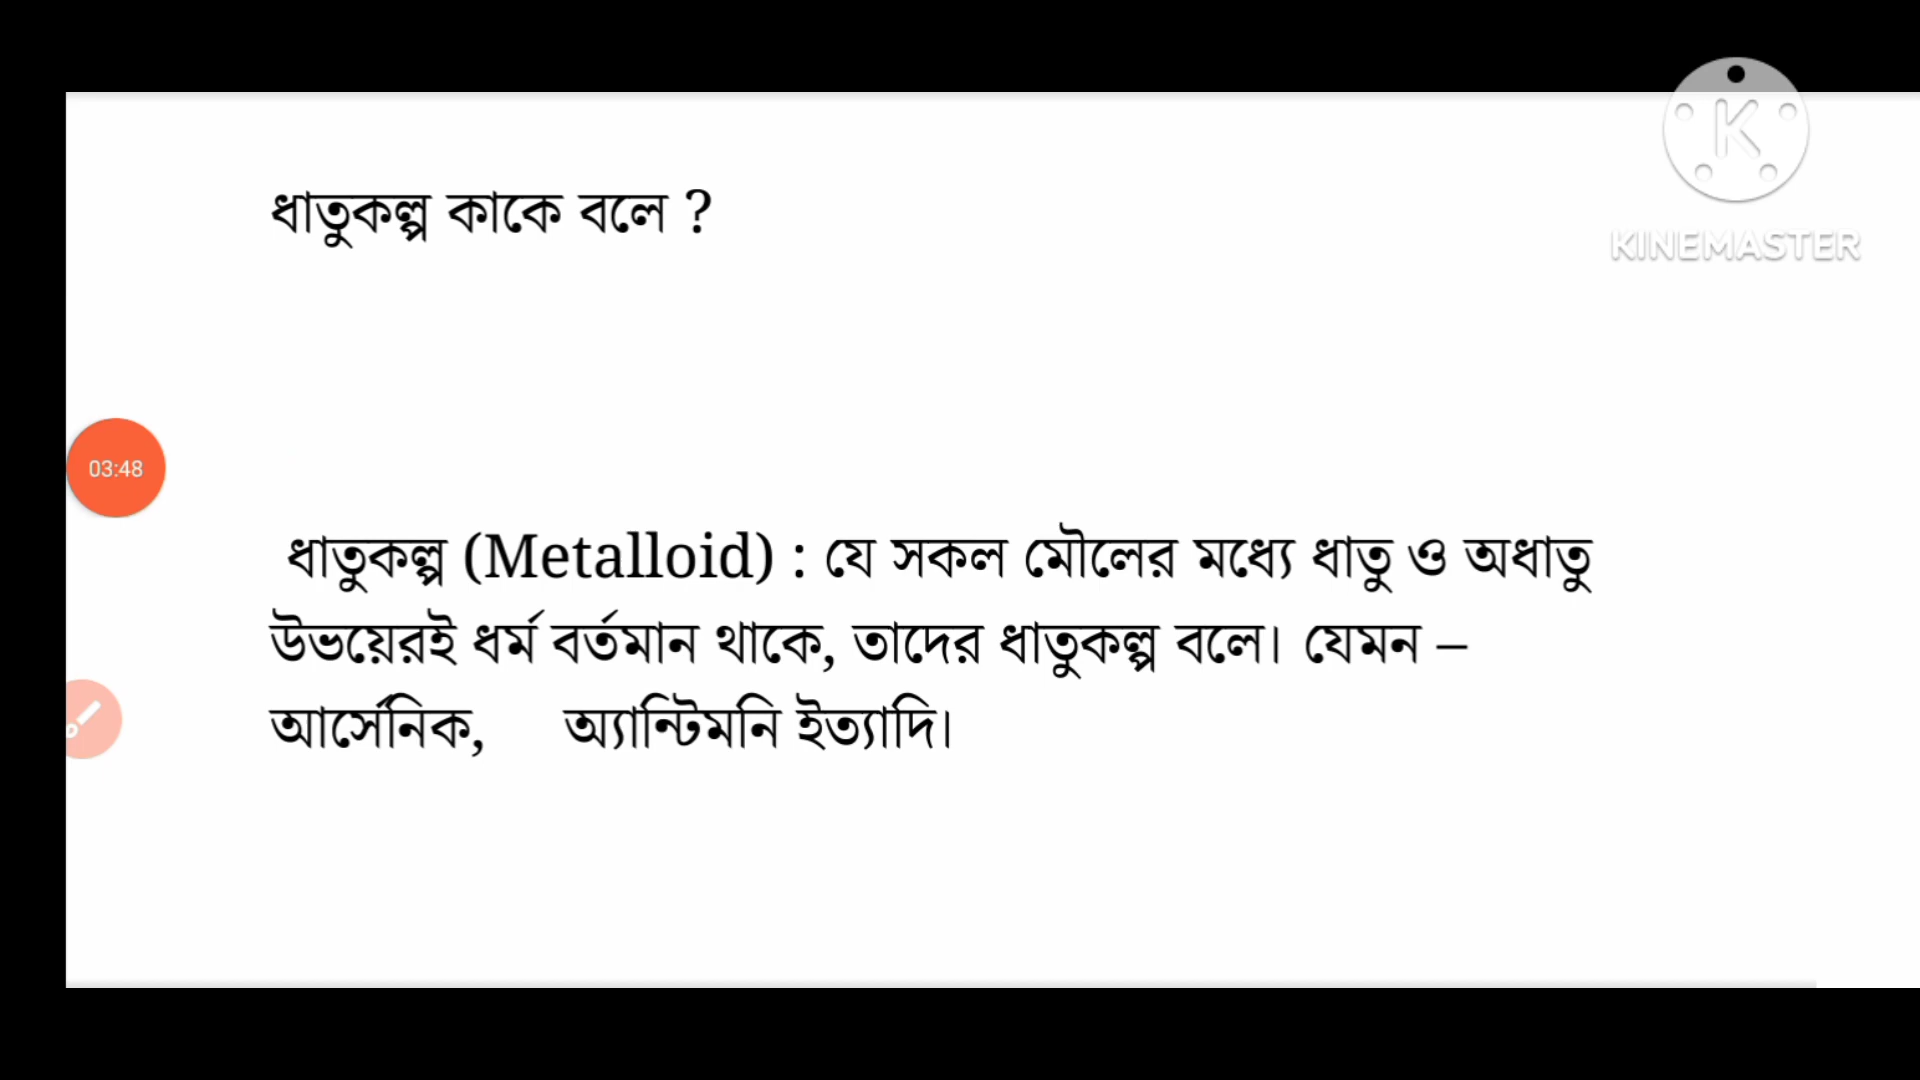 ধাতুকল্প কাকে বলে ?
KINEMASTER
03:48
ধাতুকল্প (Metalloid) : যে সকল মৌলের মধ্যে ধাতু ও অধাতু
উভয়েরই ধর্ম বর্তমান থাকে, তাদের ধাতুকল্প বলে। যেমন –
আর্সেনিক, অ্যান্টিমনি ইত্যাদি।